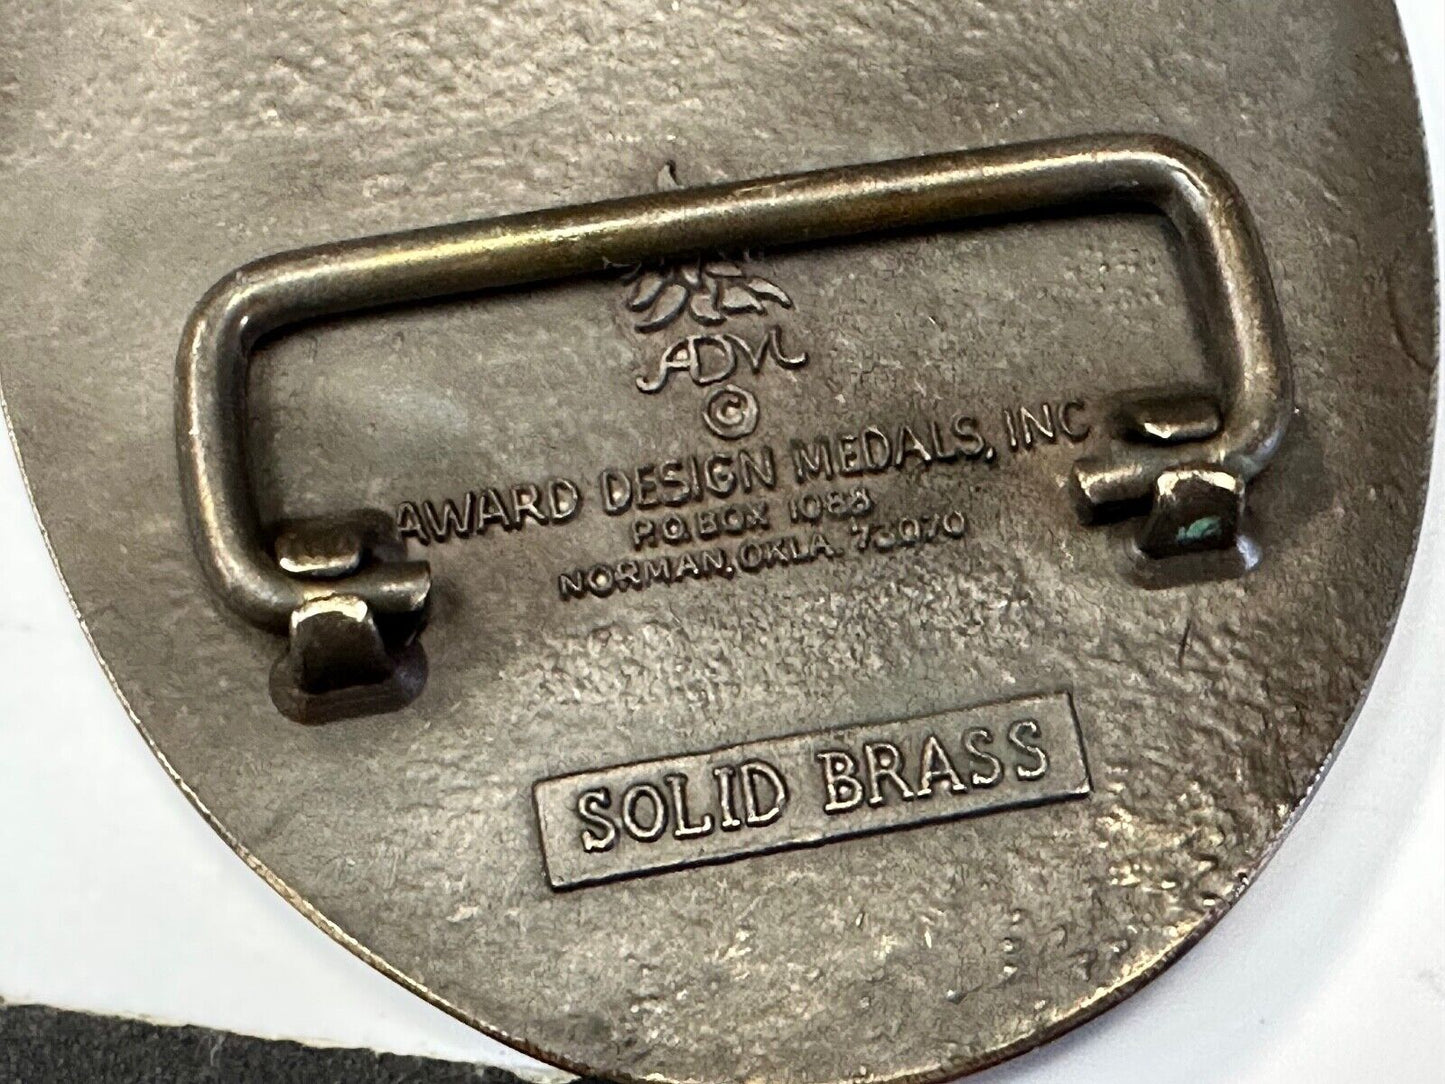 ADM
©
AWARD DESIGN MEDALS, INC
P.O. BOX 1088
NORMAN, OKLA. 73070
SOLID BRASS